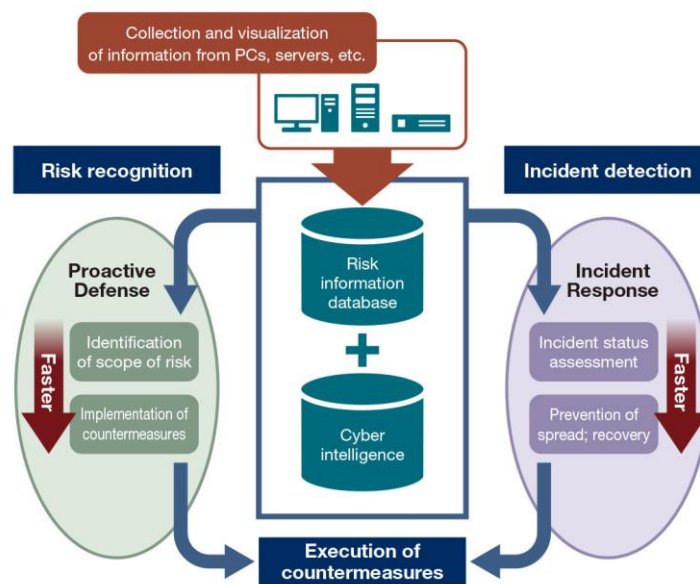 Collection and visualization
of information from PCs, servers, etc.
Risk recognition
Incident detection
Proactive
Defense
Identification
of scope of risk
Implementation of
countermeasures
Faster
Risk
information
database
+
Cyber
intelligence
Incident
Response
Incident status
assessment
Prevention of
spread; recovery
Faster
Execution of
countermeasures